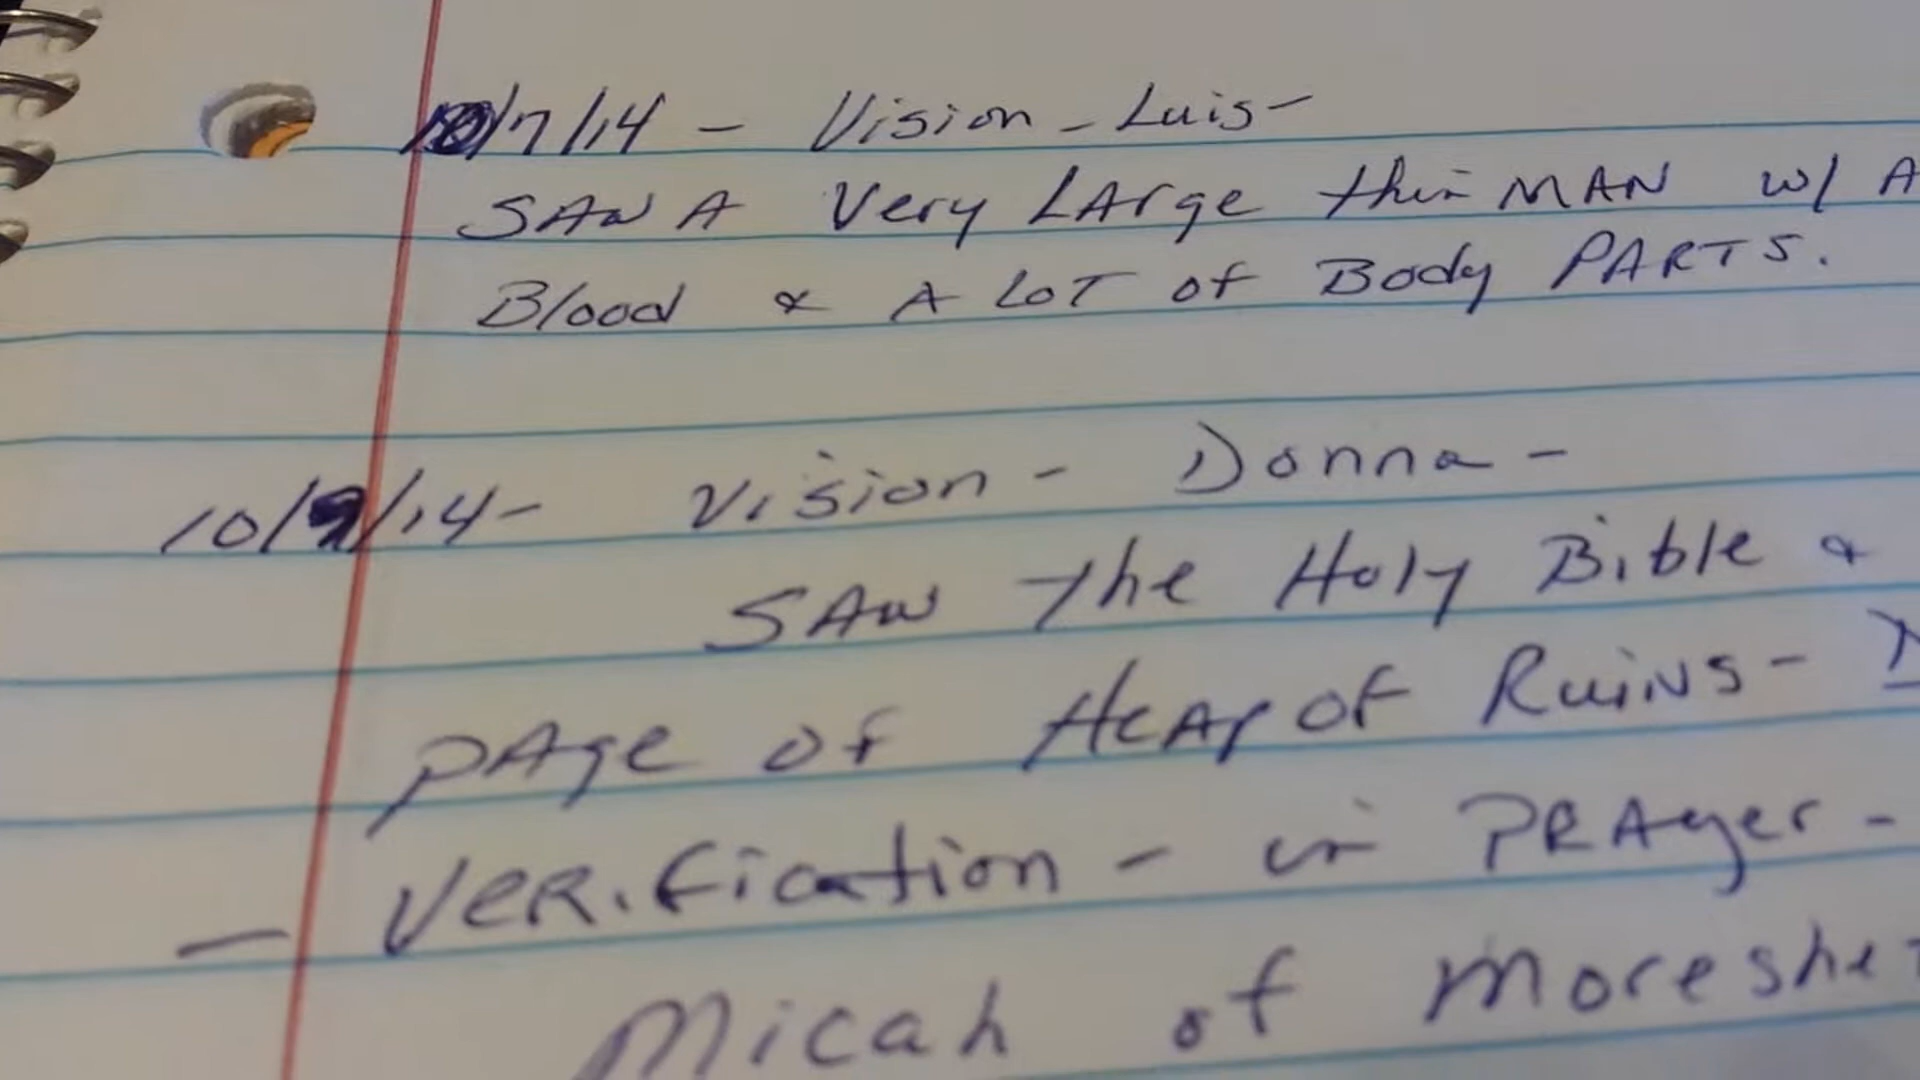 10/7/14 - Vision - Luis -
SAW A Very LArge thin MAN w/ A
Blood & A LOT of Body PARTS.
10/9/14 - Vision - Donna -
SAW the Holy Bible &
pAge of HeAp of Ruins -
Verification - in PRAyer -
- Micah of Moreshet